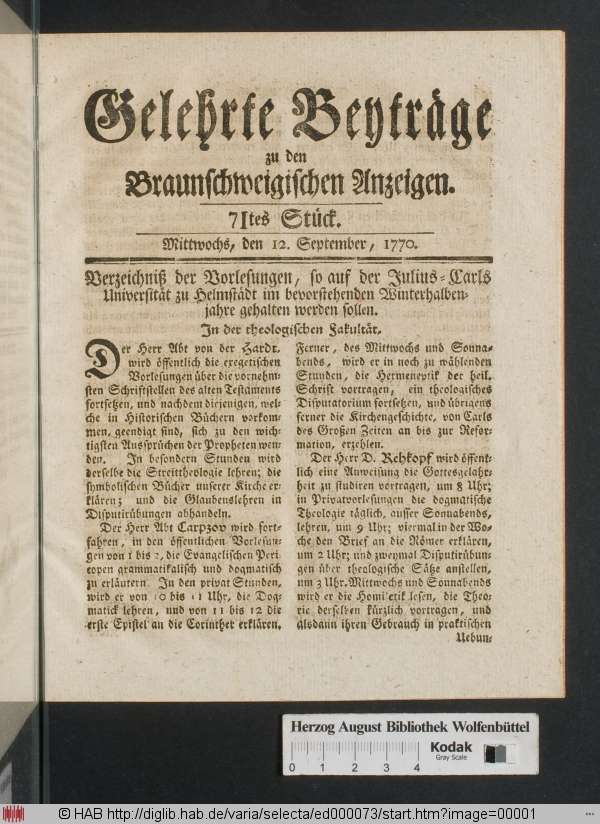 Gelehrte Beyträge
zu den
Braunschweigischen Anzeigen.
71tes Stück.
Mittwochs, den 12. September, 1770.
Verzeichniß der Vorlesungen, so auf der Julius-Carls
Universität zu Helmstädt im bevorstehenden Winterhalben-
jahre gehalten werden sollen.
In der theologischen Fakultät.
Der Herr Abt von der Hardt.
wird öffentlich die exegetischen
Vorlesungen über die vornehm-
sten Schriftstellen des alten Testaments
fortsetzen, und nachdem diejenigen, wel-
che in Historischen Büchern vorkom-
men, geendigt sind, sich zu den wich-
tigsten Aussprüchen der Propheten wen-
den. In besondern Stunden wird
derselbe die Streittheologie lehren; die
symbolischen Bücher unserer Kirche er-
klären; und die Glaubenslehren in
Disputirübungen abhandeln.
Der Herr Abt Carpzov wird fort-
fahren, in den öffentlichen Vorlesun-
gen von 1 bis 2, die Evangelischen Peri
copen grammatikalisch und dogmatisch
zu erläutern. In den privat Stunden,
wird er von 10 bis 11 Uhr, die Dog-
matick lehren, und von 11 bis 12 die
erste Epistel an die Corinther erklären.
Ferner, des Mittwochs und Sonna-
bends, wird er in noch zu wählenden
Stunden, die Hermenevtik der heil.
Schrift vortragen, ein theologisches
Disputatorium fortsetzen, und übrigens
ferner die Kirchengeschichte, von Carls
des Großen Zeiten an bis zur Refor-
mation, erzehlen.
Der Herr D. Rehkopf wird öffent-
lich eine Anweisung die Gottesgelahr-
heit zu studiren vortragen, um 8 Uhr;
in Privatvorlesungen die dogmatische
Theologie täglich, ausser Sonnabends,
lehren, um 9 Uhr; viermal in der Wo-
che den Brief an die Römer erklären,
um 2 Uhr; und zweymal Disputirübun-
gen über theologische Sätze anstellen,
um 3 Uhr. Mittwochs und Sonnabends
wird er die Homiletik lesen, die Theo-
rie derselben kürzlich vortragen, und
alsdann ihren Gebrauch in praktischen
Uebun-
Herzog August Bibliothek Wolfenbüttel
Kodak
Gray Scale
0 1 2 3 4
© HAB http://diglib.hab.de/varia/selecta/ed000073/start.htm?image=00001